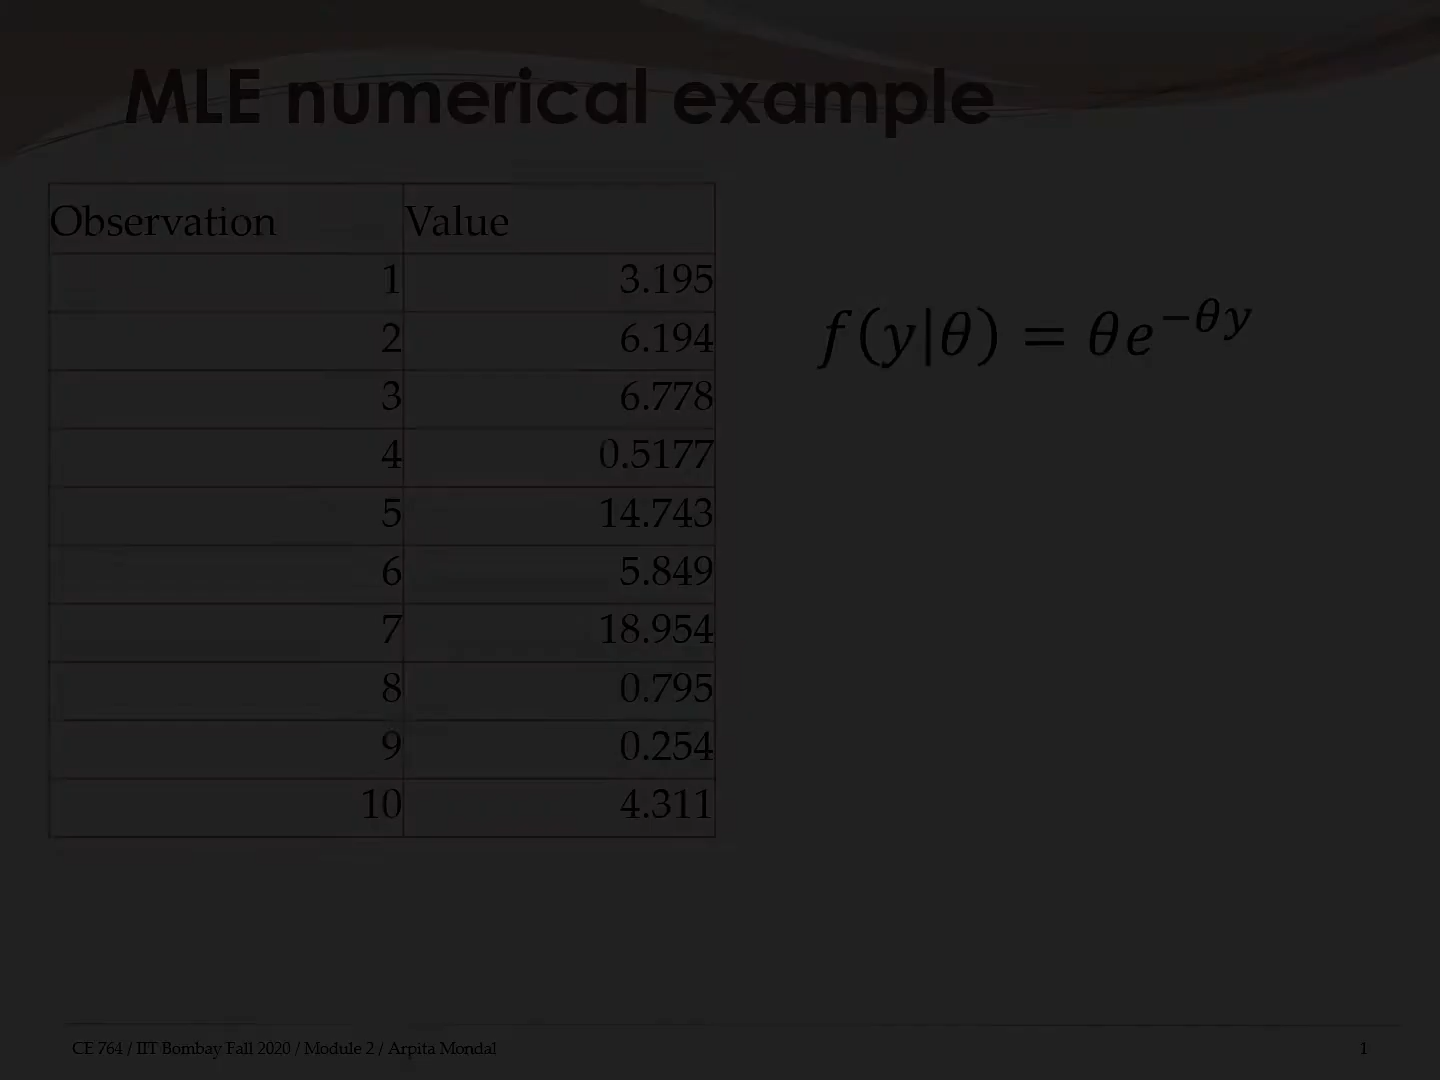 MLE numerical example
Observation Value
1 3.195
2 6.194
3 6.778
4 0.5177
5 14.743
6 5.849
7 18.954
8 0.795
9 0.254
10 4.311
f(y|θ) = θe^{−θy}
CE 764 / IIT Bombay Fall 2020 / Module 2 / Arpita Mondal 1